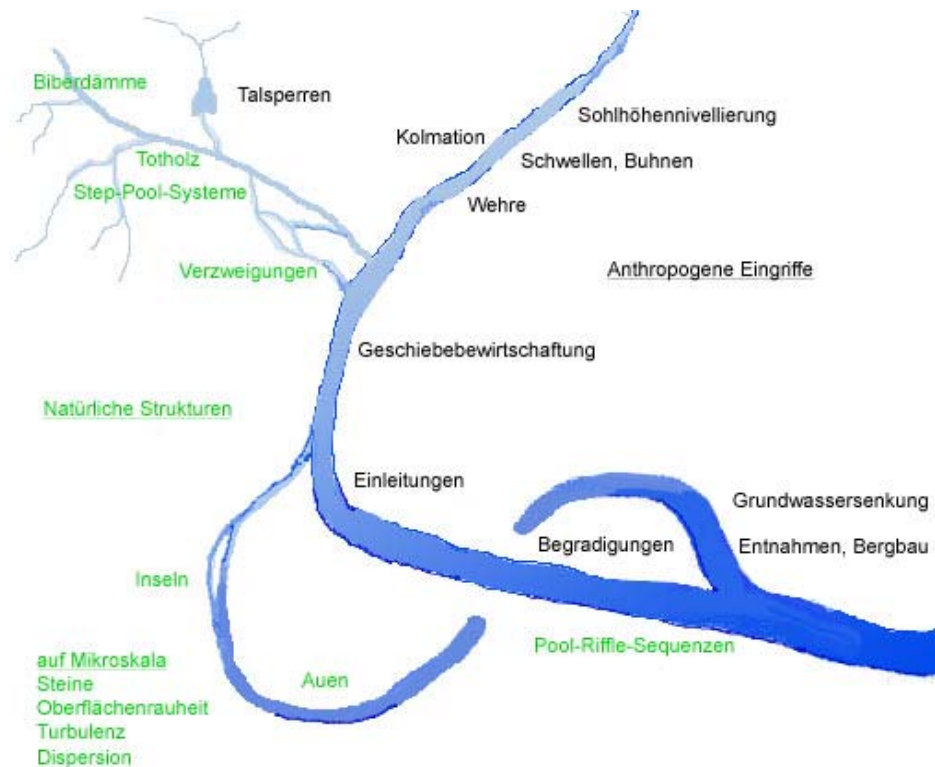 Biberdämme
Talsperren
Sohlhöhennivellierung
Kolmation
Totholz
Schwellen, Buhnen
Step-Pool-Systeme
Wehre
Verzweigungen
Anthropogene Eingriffe
Geschiebebewirtschaftung
Natürliche Strukturen
Einleitungen
Grundwassersenkung
Begradigungen
Entnahmen, Bergbau
Inseln
Pool-Riffle-Sequenzen
auf Mikroskala
Steine
Auen
Oberflächenrauheit
Turbulenz
Dispersion